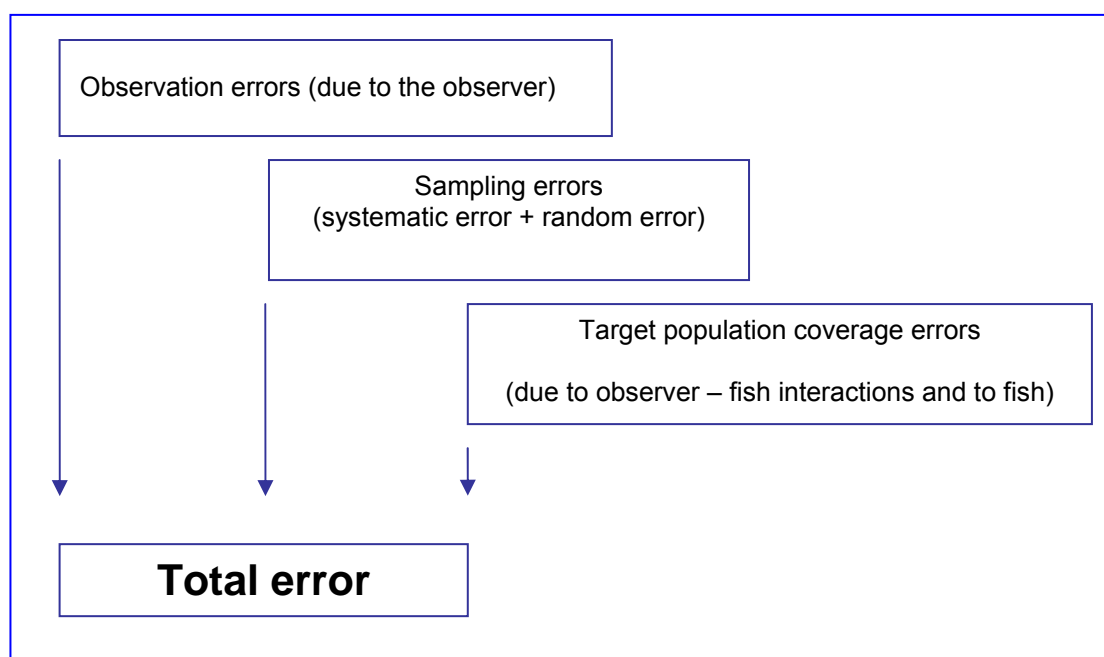 Observation errors (due to the observer)
Sampling errors
(systematic error + random error)
Target population coverage errors
(due to observer – fish interactions and to fish)
Total error